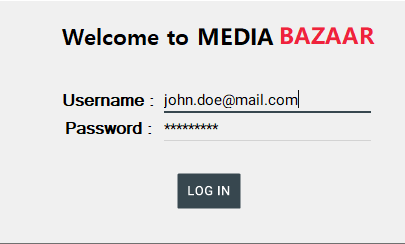 Welcome to MEDIA BAZAAR
Username : john.doe@mail.com
Password : *********
LOG IN